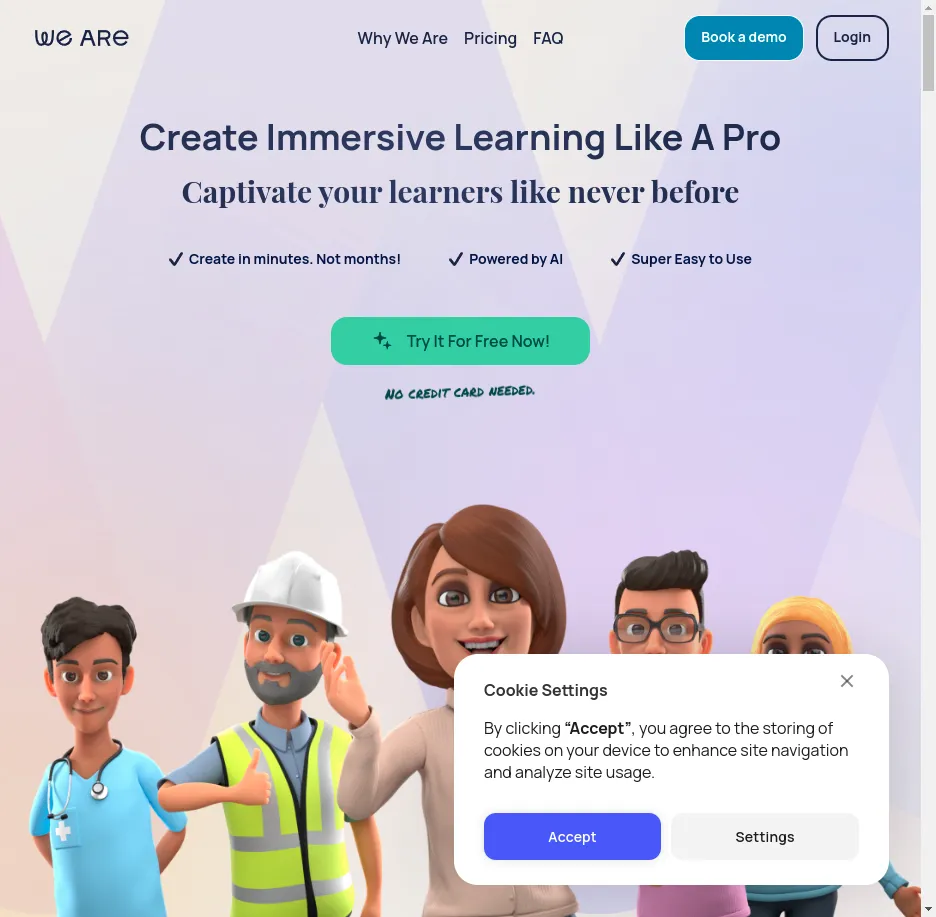 WE ARE
Why We Are
Pricing
FAQ
Book a demo
Login
Create Immersive Learning Like A Pro
Captivate your learners like never before
Create in minutes. Not months!
Powered by AI
Super Easy to Use
Try It For Free Now!
No credit card needed.
Cookie Settings
By clicking “Accept”, you agree to the storing of
cookies on your device to enhance site navigation
and analyze site usage.
Accept
Settings